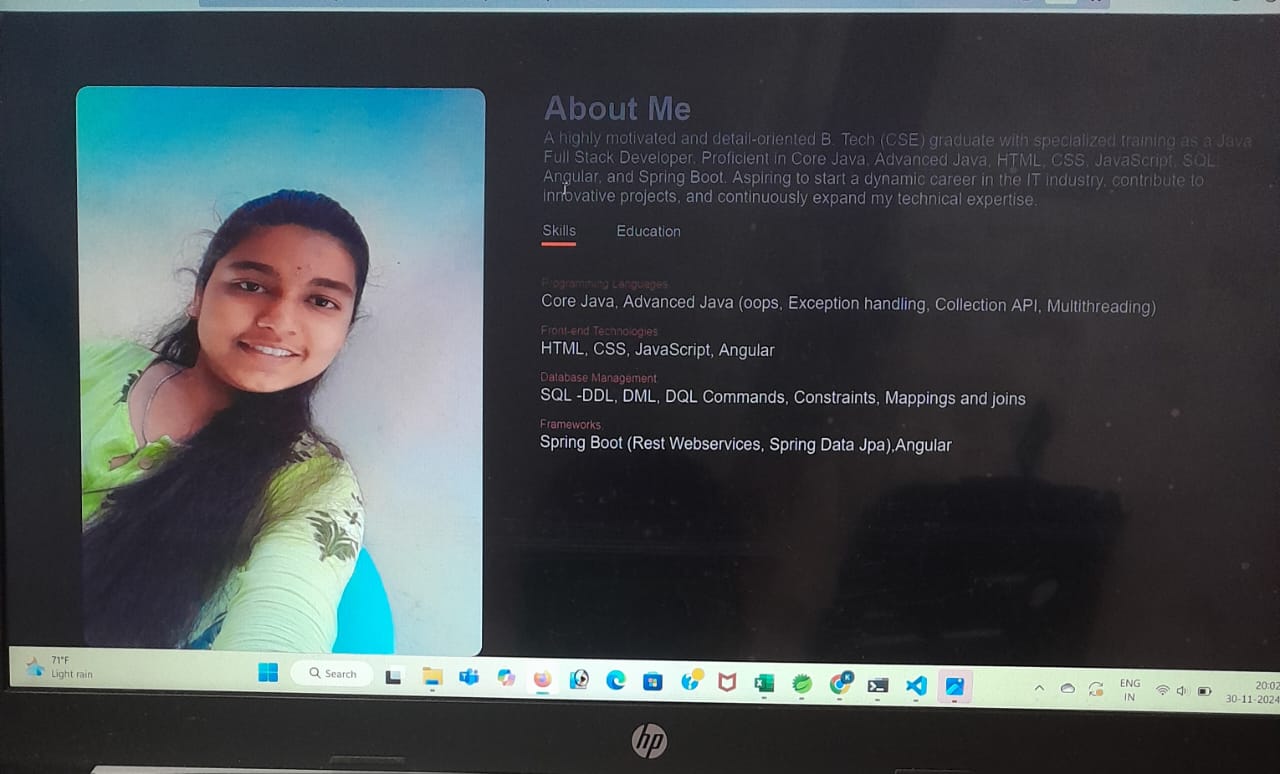 About Me
A highly motivated and detail-oriented B. Tech (CSE) graduate with specialized training as a Java
Full Stack Developer. Proficient in Core Java, Advanced Java, HTML, CSS, JavaScript, SQL,
Angular, and Spring Boot. Aspiring to start a dynamic career in the IT industry, contribute to
innovative projects, and continuously expand my technical expertise.
Skills Education
Programming Languages
Core Java, Advanced Java (oops, Exception handling, Collection API, Multithreading)
Front-end Technologies
HTML, CSS, JavaScript, Angular
Database Management
SQL -DDL, DML, DQL Commands, Constraints, Mappings and joins
Frameworks
Spring Boot (Rest Webservices, Spring Data Jpa),Angular
71°F
Light rain
Search
K
ENG
IN
20:02
30-11-2024
hp